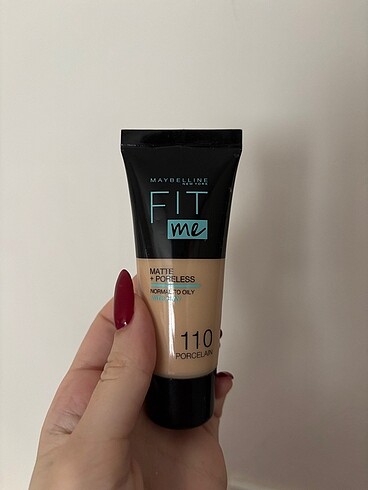 MAYBELLINE
NEW YORK
FIT
me
MATTE
+ PORELESS
NORMAL TO OILY
110
PORCELAIN